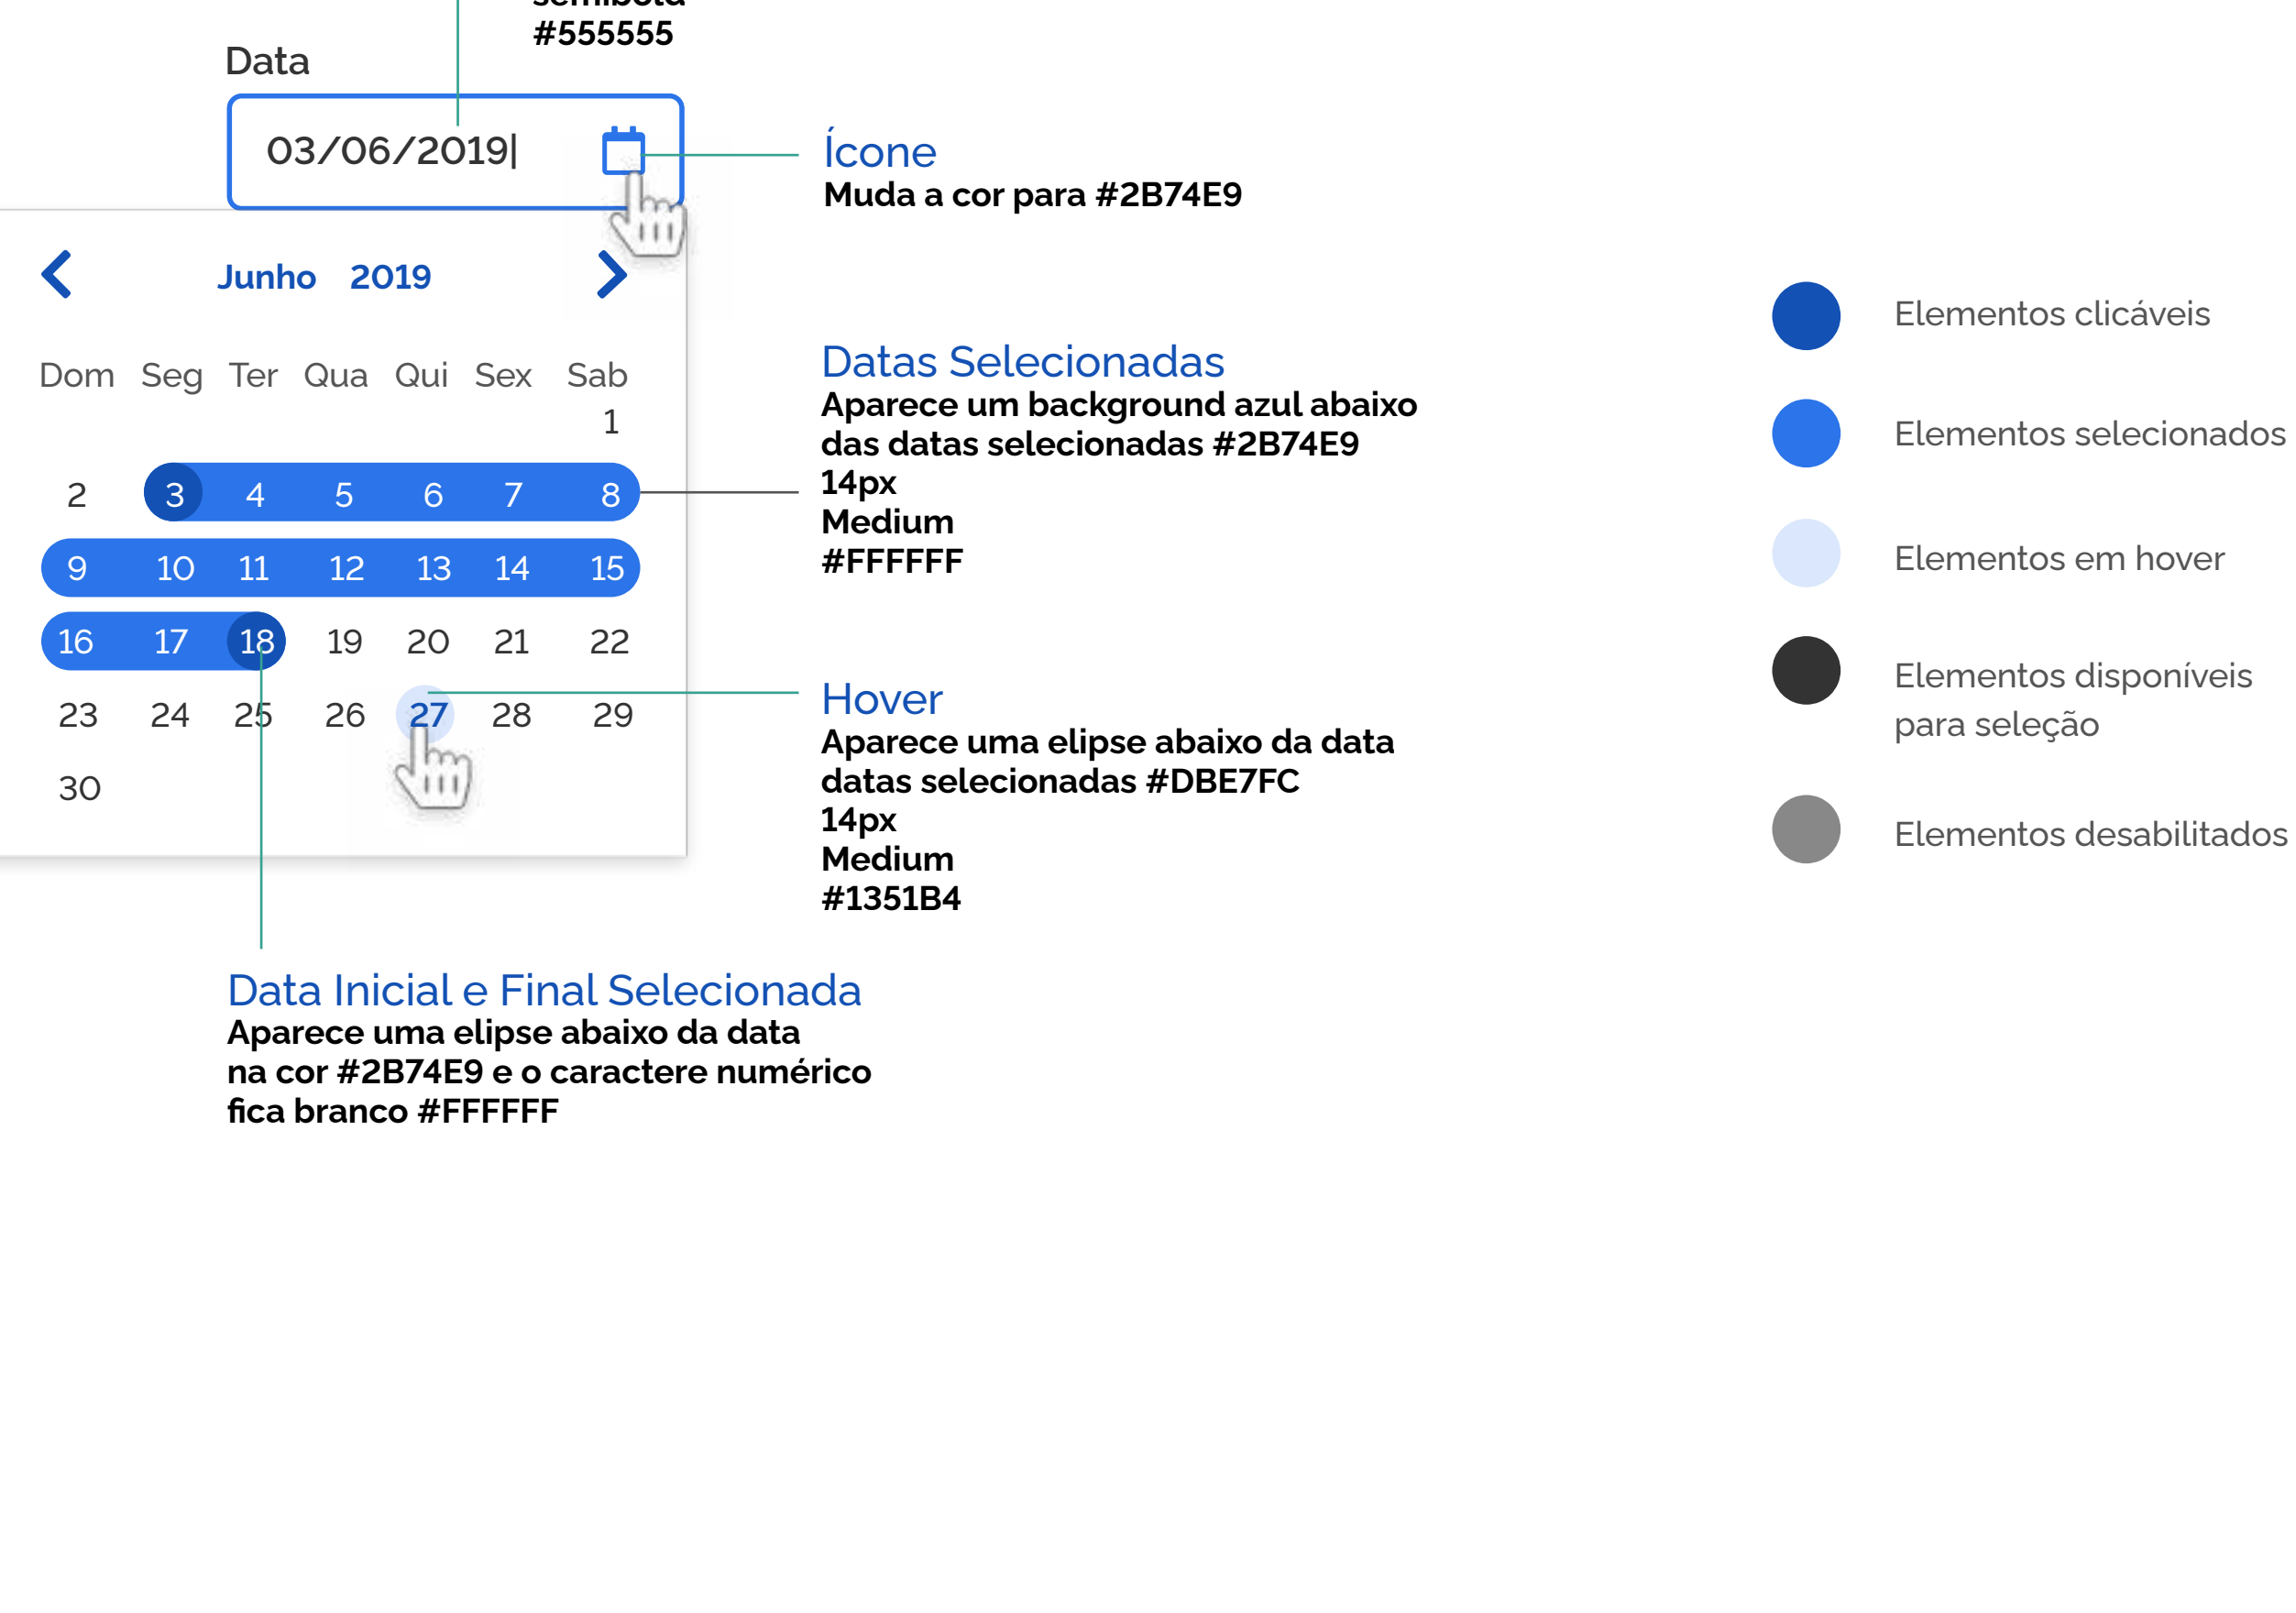 semibold
#555555
Data
03/06/2019
Ícone
Muda a cor para #2B74E9
Junho 2019
Dom Seg Ter Qua Qui Sex Sab
1
2 3 4 5 6 7 8
9 10 11 12 13 14 15
16 17 18 19 20 21 22
23 24 25 26 27 28 29
30
Datas Selecionadas
Aparece um background azul abaixo
das datas selecionadas #2B74E9
14px
Medium
#FFFFFF
Hover
Aparece uma elipse abaixo da data
datas selecionadas #DBE7FC
14px
Medium
#1351B4
Data Inicial e Final Selecionada
Aparece uma elipse abaixo da data
na cor #2B74E9 e o caractere numérico
fica branco #FFFFFF
Elementos clicáveis
Elementos selecionados
Elementos em hover
Elementos disponíveis
para seleção
Elementos desabilitados